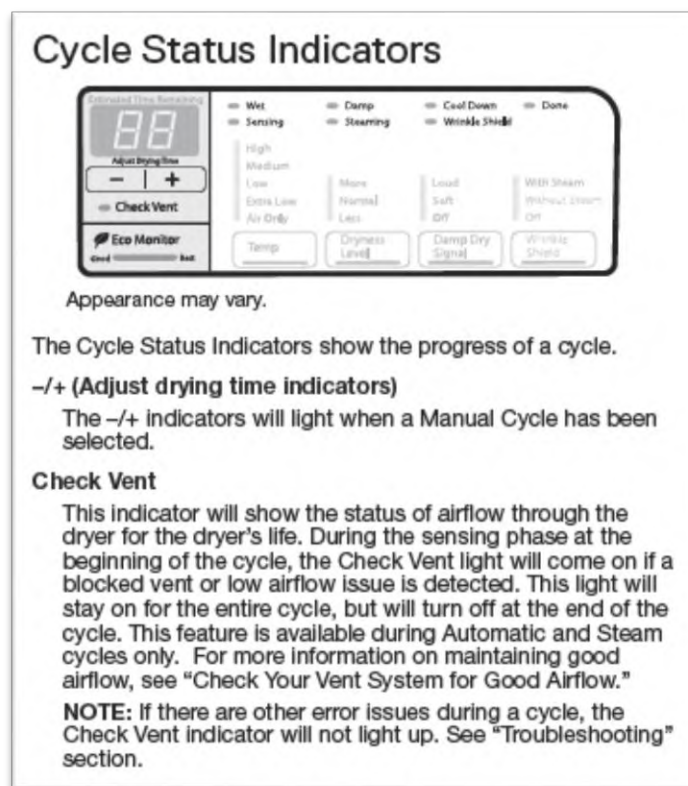 Cycle Status Indicators
Estimated Time Remaining
88
Adjust Drying Time
– | +
Check Vent
Eco Monitor
Good Best
Wet Damp Cool Down Done
Sensing Steaming Wrinkle Shield
High
Medium
Low More Loud With Steam
Extra Low Normal Soft Without Steam
Air Only Less Off Off
Temp Dryness Level Damp Dry Signal Wrinkle Shield
Appearance may vary.
The Cycle Status Indicators show the progress of a cycle.
–/+ (Adjust drying time indicators)
The –/+ indicators will light when a Manual Cycle has been
selected.
Check Vent
This indicator will show the status of airflow through the
dryer for the dryer’s life. During the sensing phase at the
beginning of the cycle, the Check Vent light will come on if a
blocked vent or low airflow issue is detected. This light will
stay on for the entire cycle, but will turn off at the end of the
cycle. This feature is available during Automatic and Steam
cycles only.  For more information on maintaining good
airflow, see “Check Your Vent System for Good Airflow.”
NOTE: If there are other error issues during a cycle, the
Check Vent indicator will not light up. See “Troubleshooting”
section.